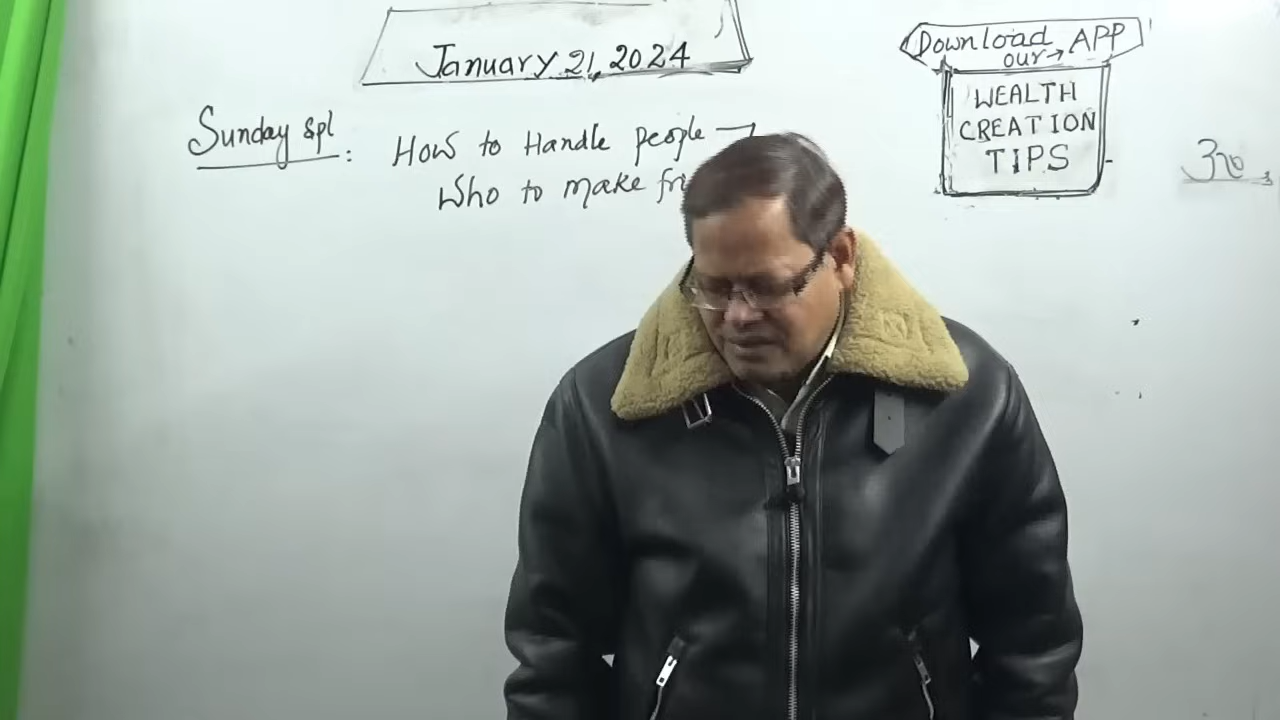 January 21, 2024
Download
our→ APP
WEALTH
CREATION
TIPS
Sunday Spl :
How to Handle people
Who to make